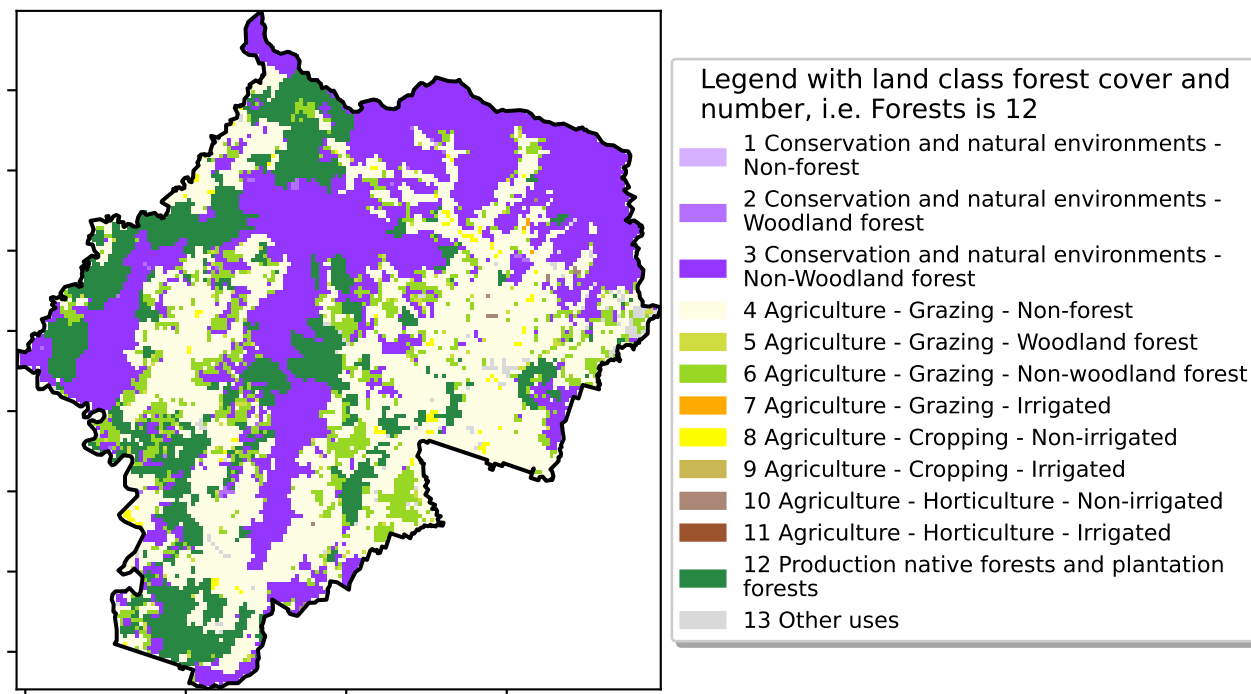 Legend with land class forest cover and
number, i.e. Forests is 12
1 Conservation and natural environments -
Non-forest
2 Conservation and natural environments -
Woodland forest
3 Conservation and natural environments -
Non-Woodland forest
4 Agriculture - Grazing - Non-forest
5 Agriculture - Grazing - Woodland forest
6 Agriculture - Grazing - Non-woodland forest
7 Agriculture - Grazing - Irrigated
8 Agriculture - Cropping - Non-irrigated
9 Agriculture - Cropping - Irrigated
10 Agriculture - Horticulture - Non-irrigated
11 Agriculture - Horticulture - Irrigated
12 Production native forests and plantation
forests
13 Other uses